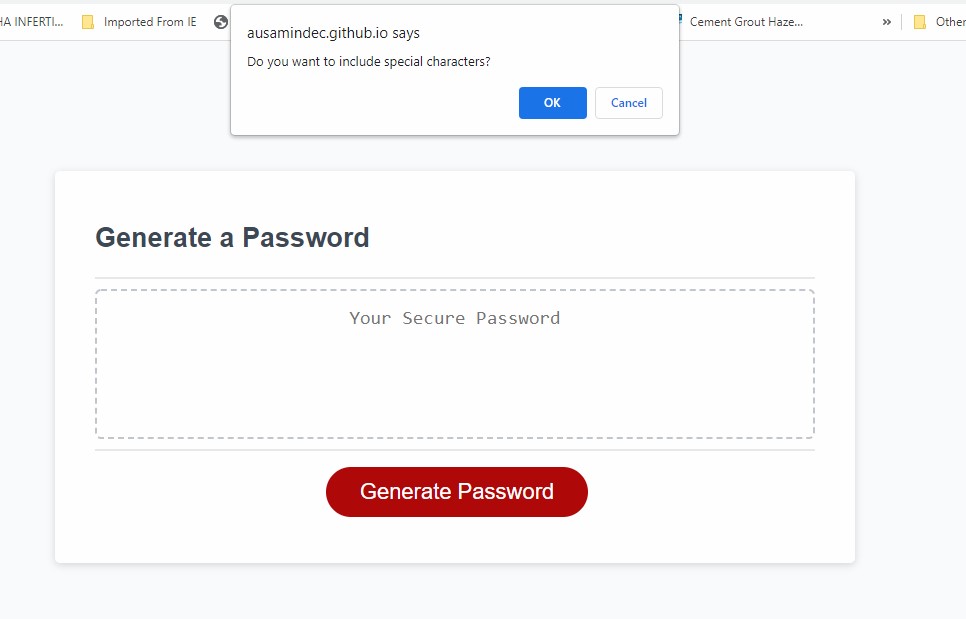 HA INFERTI... Imported From IE Cement Grout Haze... » Other
ausamindec.github.io says
Do you want to include special characters?
OK Cancel
Generate a Password
Your Secure Password
Generate Password